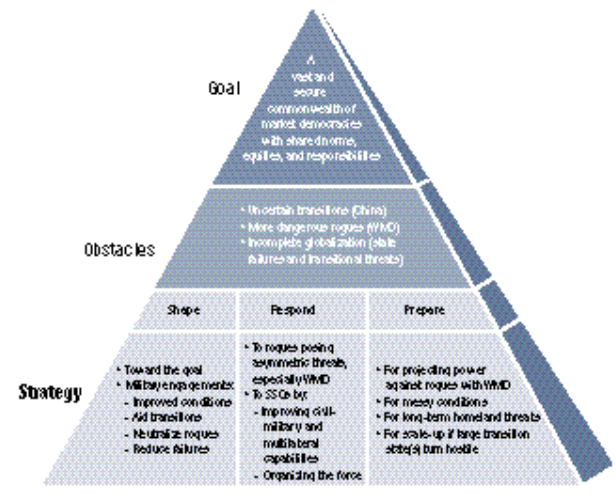 Goal
A
vast and
secure
commonwealth of
market democracies
with shared norms,
equities, and responsibilities
Obstacles
• Uncertain transitions (China)
• More dangerous rogues (WMD)
• Incomplete globalization (state
failures and transitional threats)
Strategy
Shape
• Toward the goal
• Military engagements:
– Improved conditions
– Aid transitions
– Neutralize rogues
– Reduce failures
Respond
• To rogues posing
asymmetric threats,
especially WMD
• To SSCs by:
– Improving civil-
military and
multilateral
capabilities
– Organizing the force
Prepare
• For projecting power
against rogues with WMD
• For messy conditions
• For long-term homeland threats
• For scale-up if large transition
state(s) turn hostile